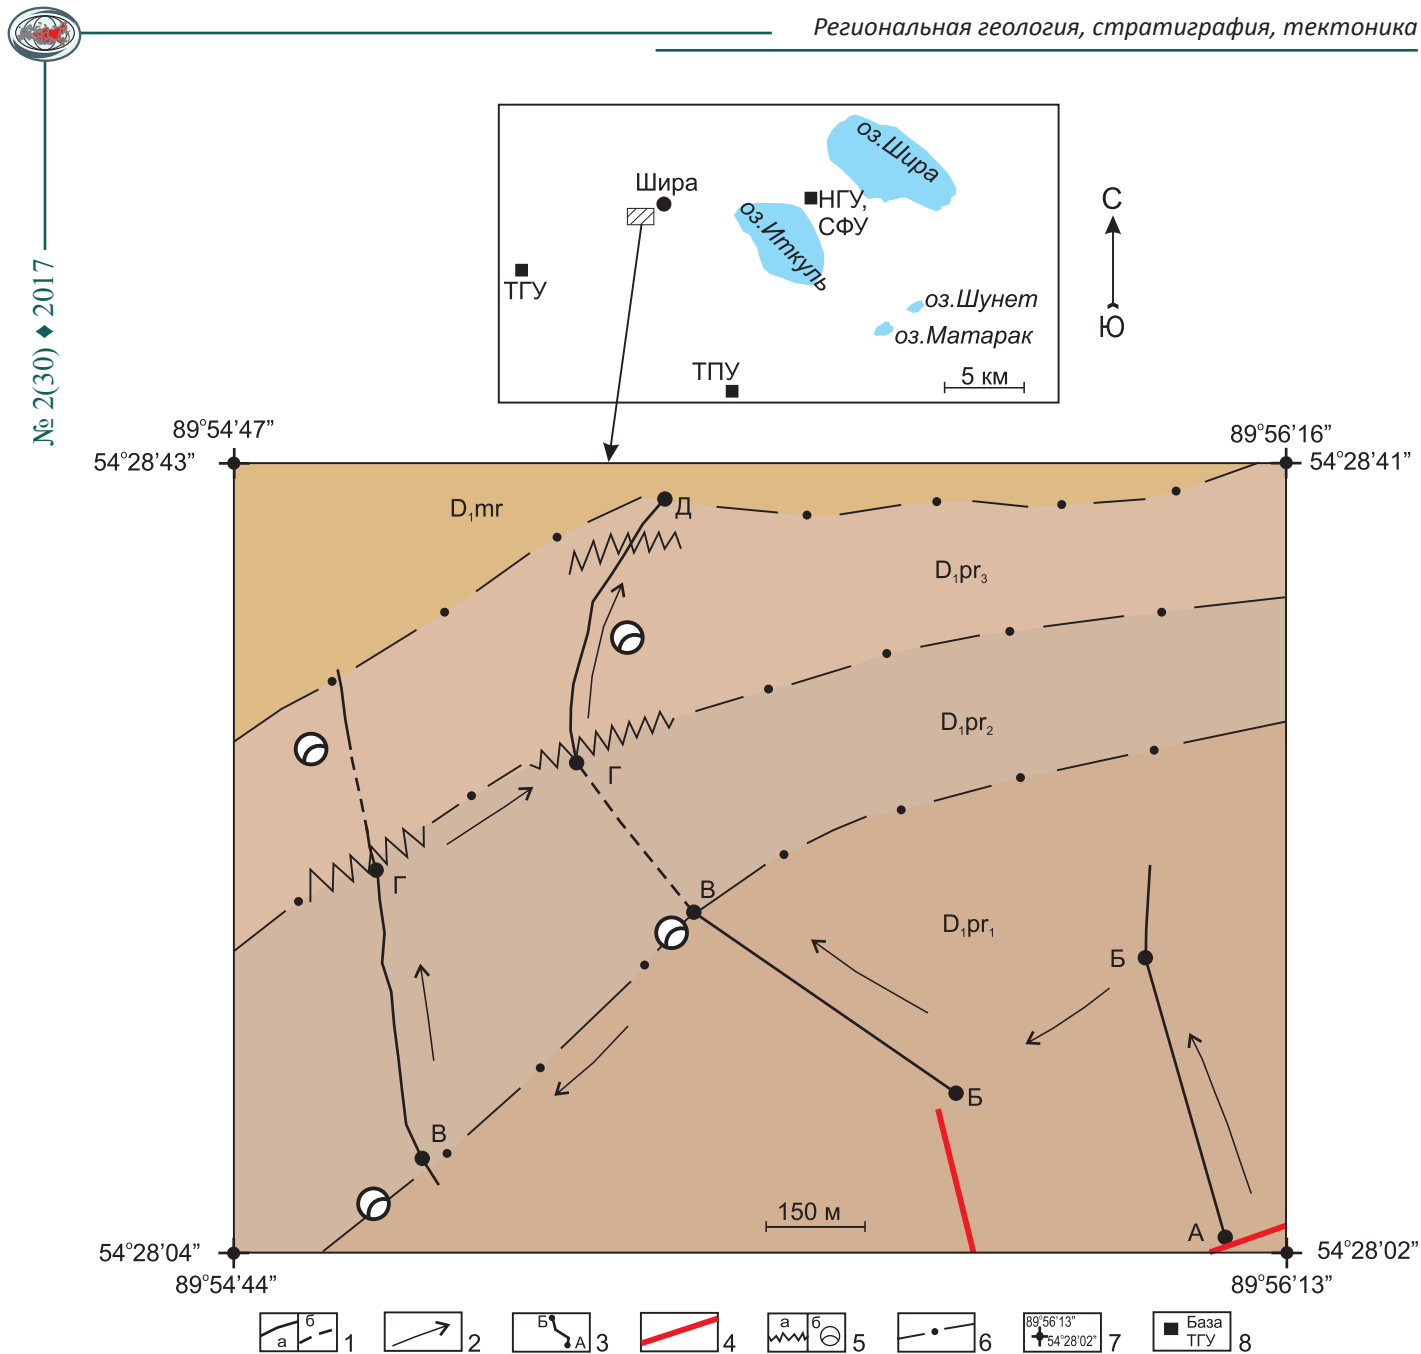 Региональная геология, стратиграфия, тектоника
№ 2(30) ♦ 2017
оз.Шира
Шира
НГУ,
СФУ
оз.Иткуль
ТГУ
оз.Шунет
оз.Матарак
ТПУ
5 км
С
Ю
89°54'47"
89°56'16"
54°28'43"
54°28'41"
D₁mr
Д
D₁pr₃
D₁pr₂
Г
Г
В
D₁pr₁
Б
Б
В
150 м
А
54°28'04"
54°28'02"
89°54'44"
89°56'13"
а
б
1
2
Б
А
3
4
а
б
5
6
89°56'13"
54°28'02"
7
База
ТГУ
8